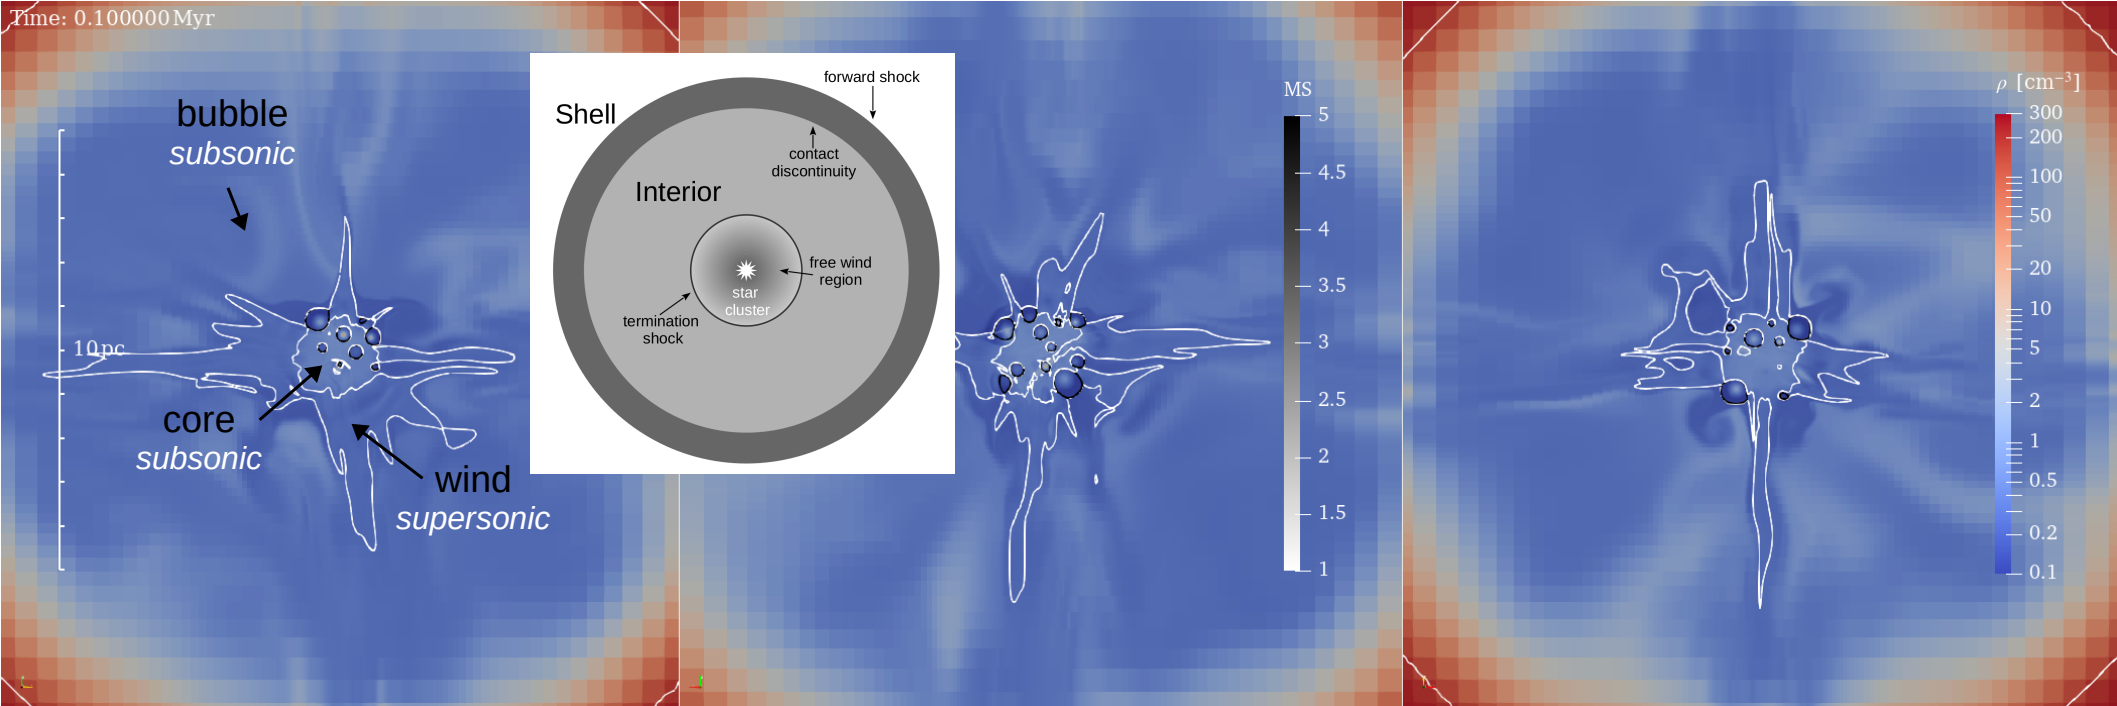 Time: 0.100000Myr
bubble
subsonic
10pc
core
subsonic
wind
supersonic
Shell
forward shock
contact
discontinuity
Interior
free wind
region
star
cluster
termination
shock
MS
5
4.5
4
3.5
3
2.5
2
1.5
1
ρ [cm⁻³]
300
200
100
50
20
10
5
2
1
0.5
0.2
0.1